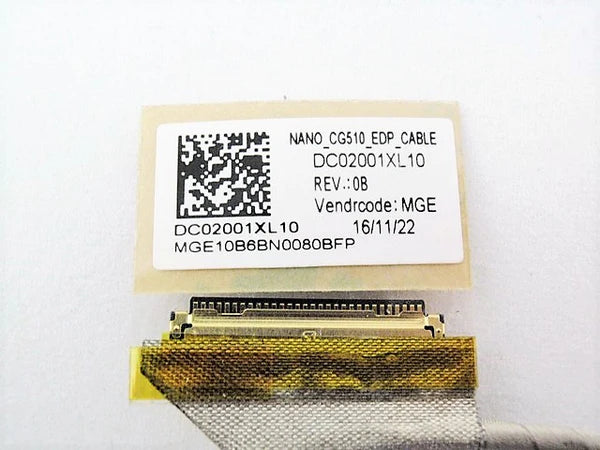 NANO_CG510_EDP_CABLE
DC02001XL10
REV.:0B
Vendrcode: MGE
DC02001XL10
16/11/22
MGE10B6BN0080BFP